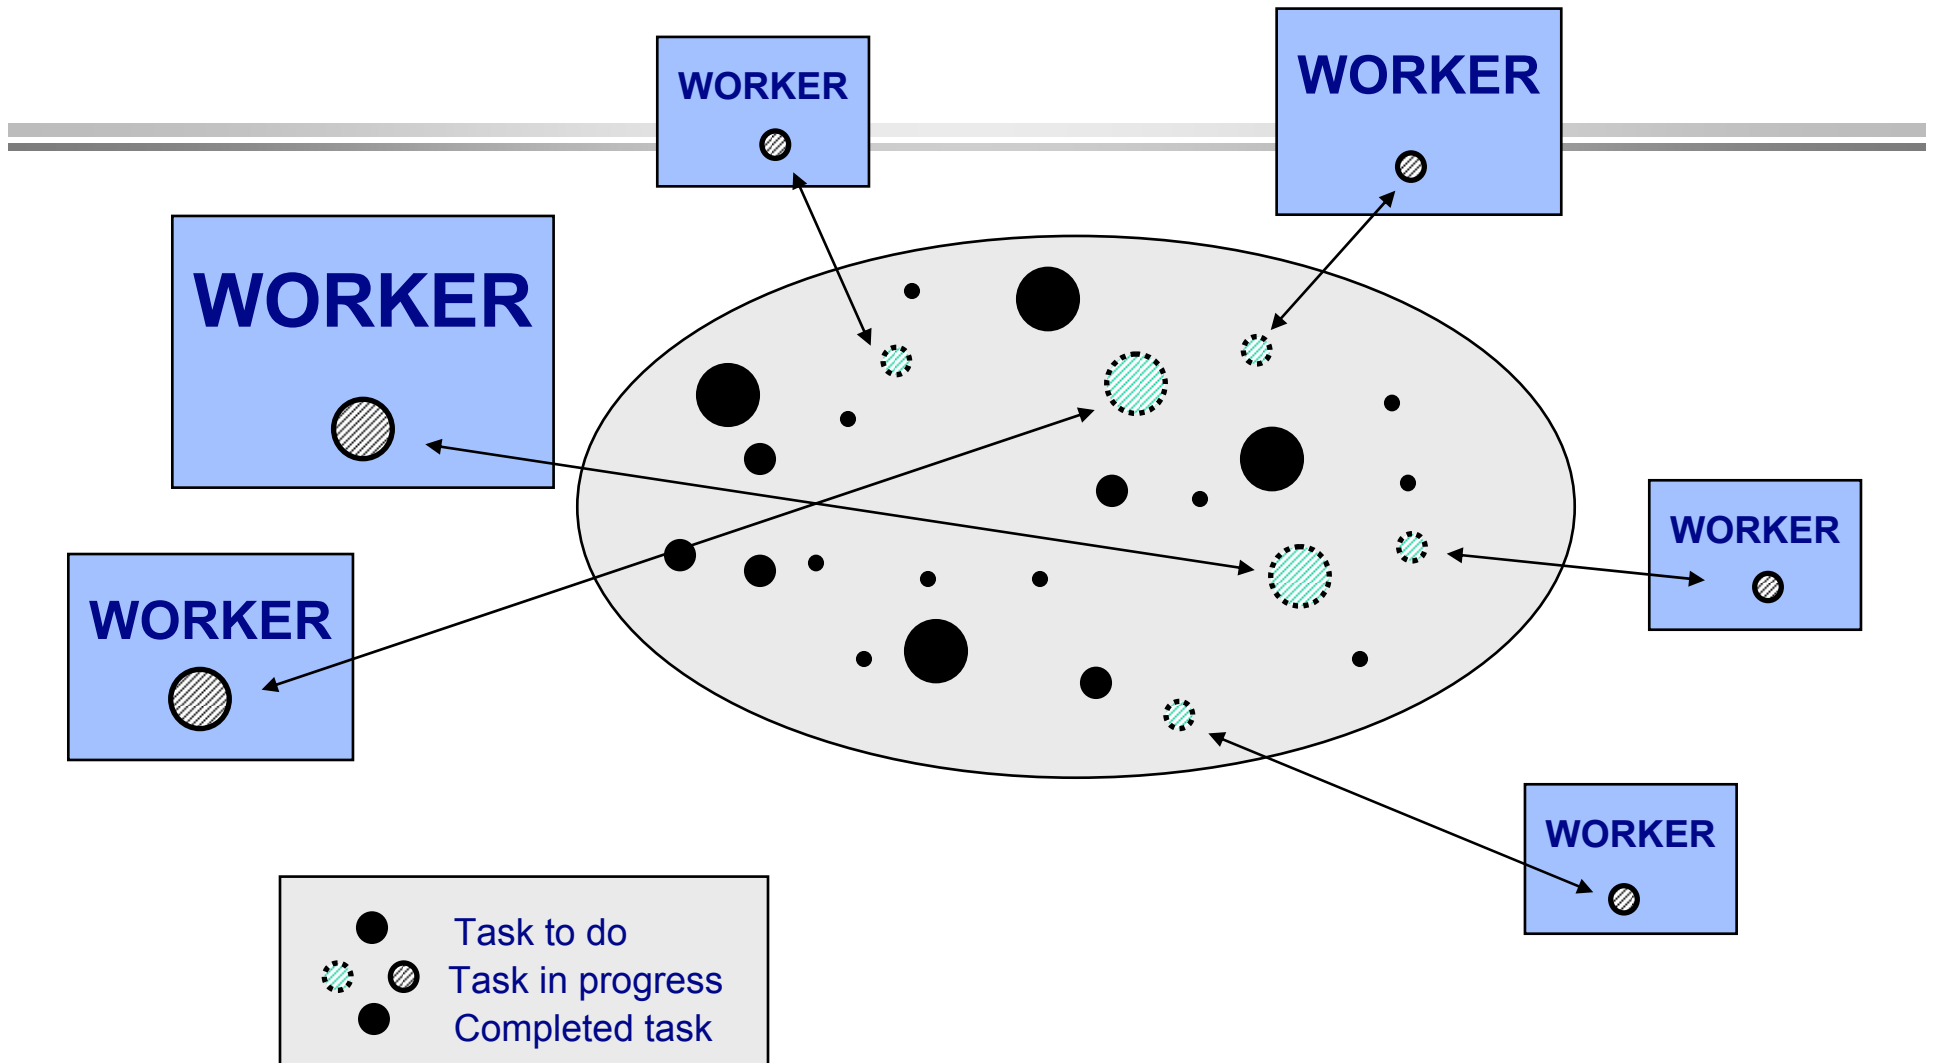 WORKER
WORKER
WORKER
WORKER
WORKER
WORKER
Task to do
Task in progress
Completed task